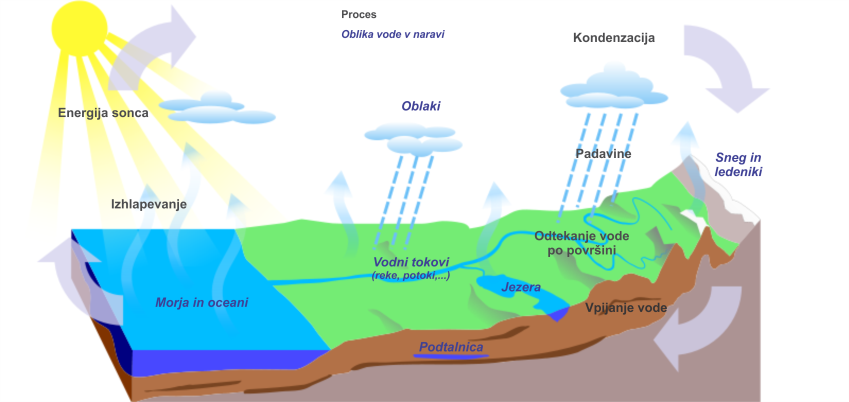 Proces
Oblika vode v naravi
Kondenzacija
Oblaki
Energija sonca
Padavine
Sneg in
ledeniki
Izhlapevanje
Odtekanje vode
po površini
Vodni tokovi
(reke, potoki,...)
Jezera
Morja in oceani
Vpijanje vode
Podtalnica